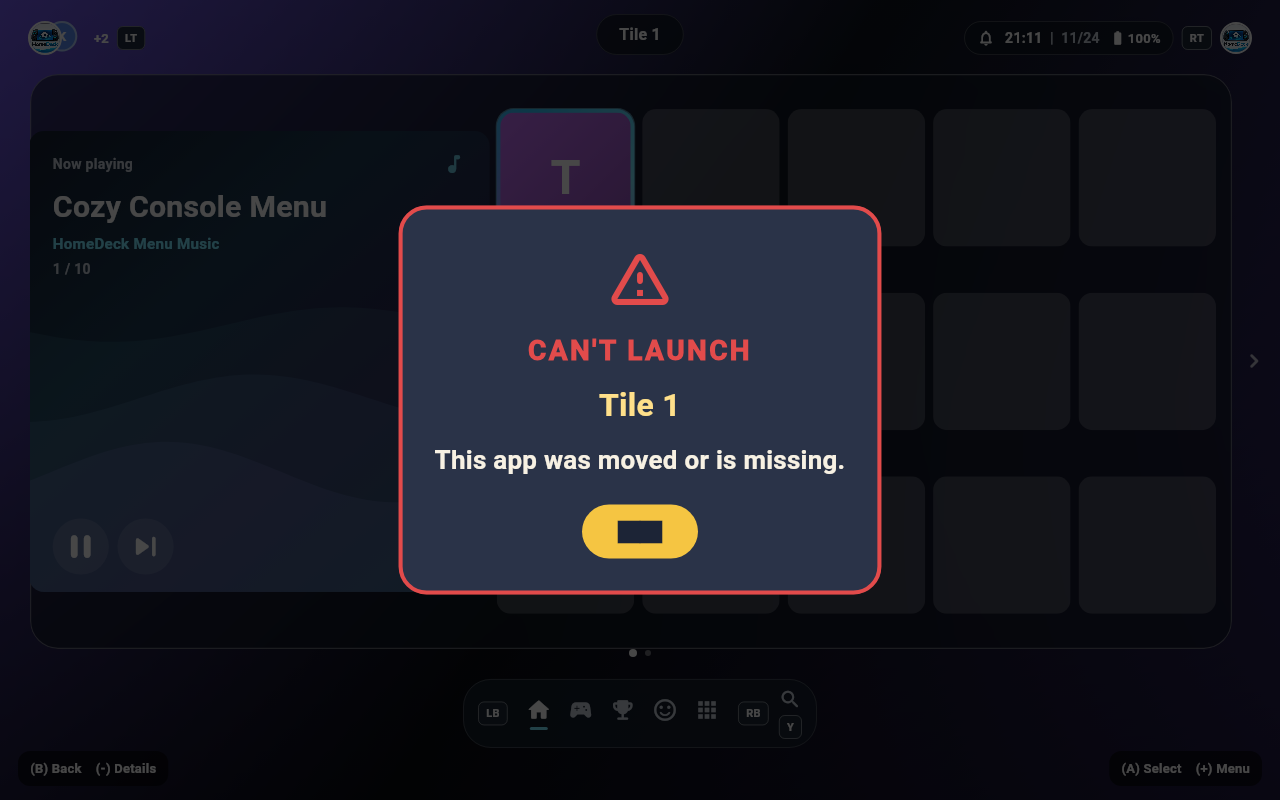 +2
LT
Tile 1
21:11 | 11/24
100%
RT
Now playing
Cozy Console Menu
HomeDeck Menu Music
1 / 10
T
CAN'T LAUNCH
Tile 1
This app was moved or is missing.
LB
RB
Y
(B) Back (-) Details
(A) Select (+) Menu